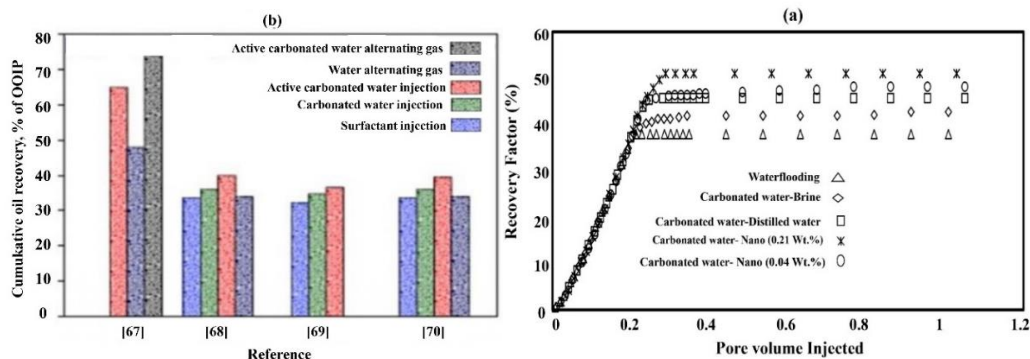 (b)
80
70
60
50
40
30
20
10
0
Cumukative oil recovery, % of OOIP
Active carbonated water alternating gas
Water alternating gas
Active carbonated water injection
Carbonated water injection
Surfactant injection
[67]
[68]
[69]
[70]
Reference
(a)
60
50
40
30
20
10
0
Recovery Factor (%)
Waterflooding
Carbonated water-Brine
Carbonated water-Distilled water
Carbonated water- Nano (0.21 Wt.%)
Carbonated water- Nano (0.04 Wt.%)
0 0.2 0.4 0.6 0.8 1 1.2
Pore volume Injected